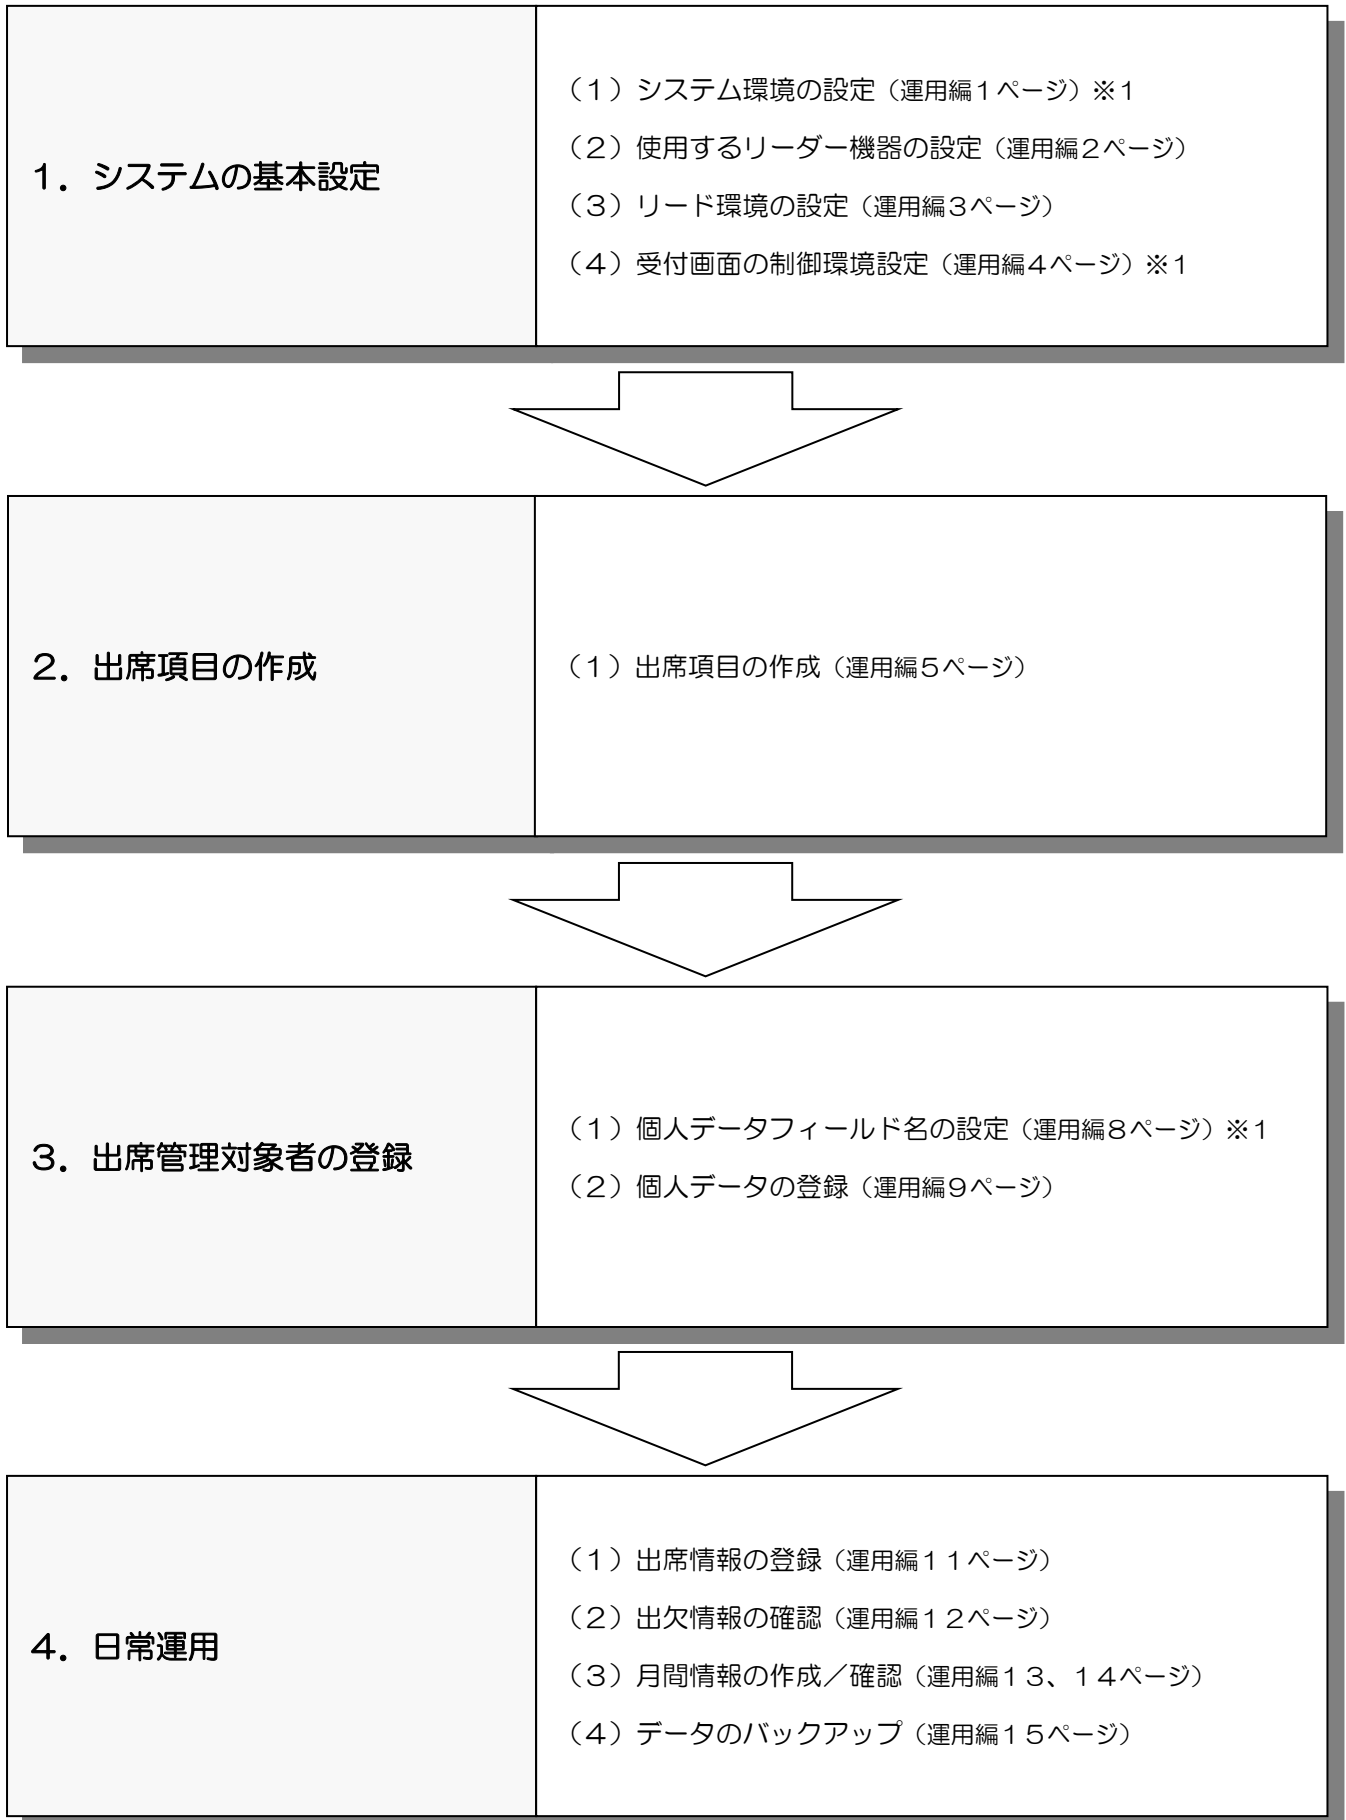 １．システムの基本設定
（１）システム環境の設定（運用編１ページ）※１
（２）使用するリーダー機器の設定（運用編２ページ）
（３）リード環境の設定（運用編３ページ）
（４）受付画面の制御環境設定（運用編４ページ）※１
２．出席項目の作成
（１）出席項目の作成（運用編５ページ）
３．出席管理対象者の登録
（１）個人データフィールド名の設定（運用編８ページ）※１
（２）個人データの登録（運用編９ページ）
４．日常運用
（１）出席情報の登録（運用編１１ページ）
（２）出欠情報の確認（運用編１２ページ）
（３）月間情報の作成／確認（運用編１３、１４ページ）
（４）データのバックアップ（運用編１５ページ）